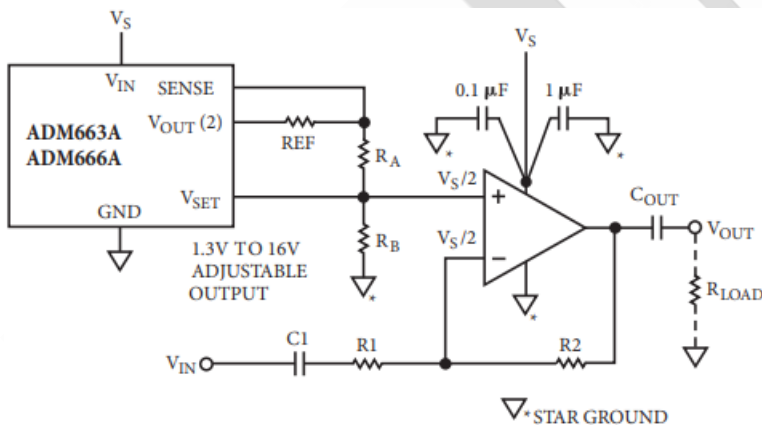 VS
VS
VIN
SENSE
0.1 μF
1 μF
ADM663A
VOUT (2)
REF
*
*
ADM666A
RA
VS/2
VSET
+
COUT
GND
VOUT
1.3V TO 16V
RB
VS/2
ADJUSTABLE
−
OUTPUT
*
*
RLOAD
C1
R1
R2
VIN
* STAR GROUND